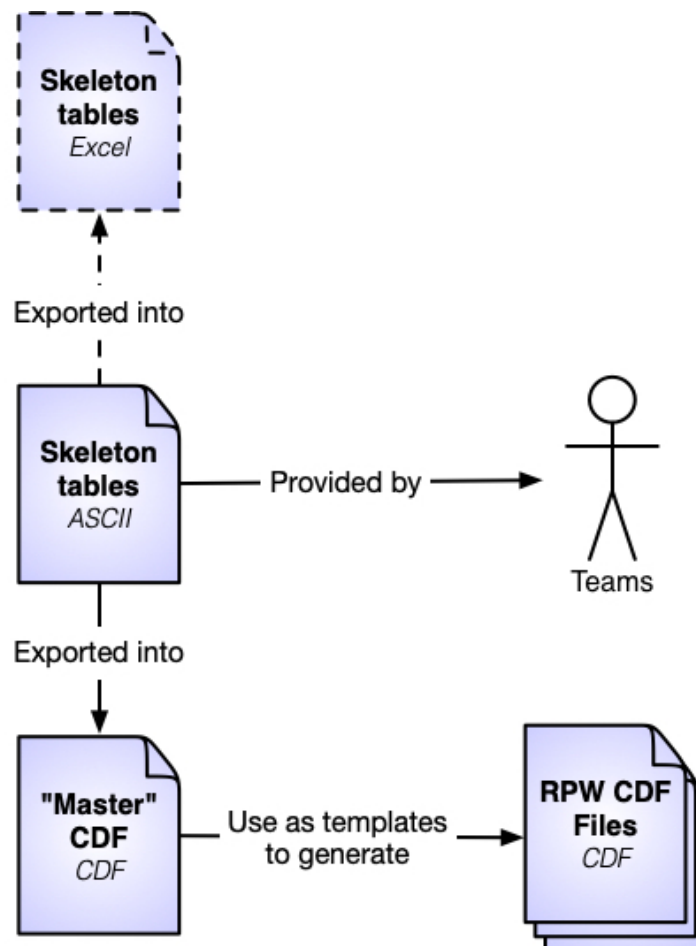 Skeleton
tables
Excel
Exported into
Skeleton
tables
ASCII
Provided by
Teams
Exported into
"Master"
CDF
CDF
Use as templates
to generate
RPW CDF
Files
CDF